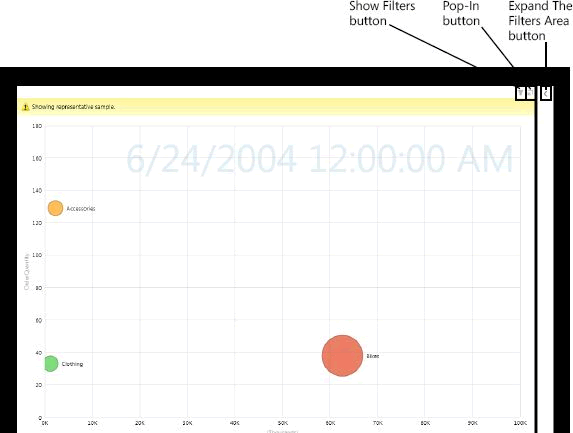 Show Filters
button
Pop-In
button
Expand The
Filters Area
button
Showing representative sample.
6/24/2004 12:00:00 AM
180
160
140
120
100
80
60
40
20
0
OrderQuantity
Accessories
Clothing
Bikes
0K 10K 20K 30K 40K 50K 60K 70K 80K 90K 100K